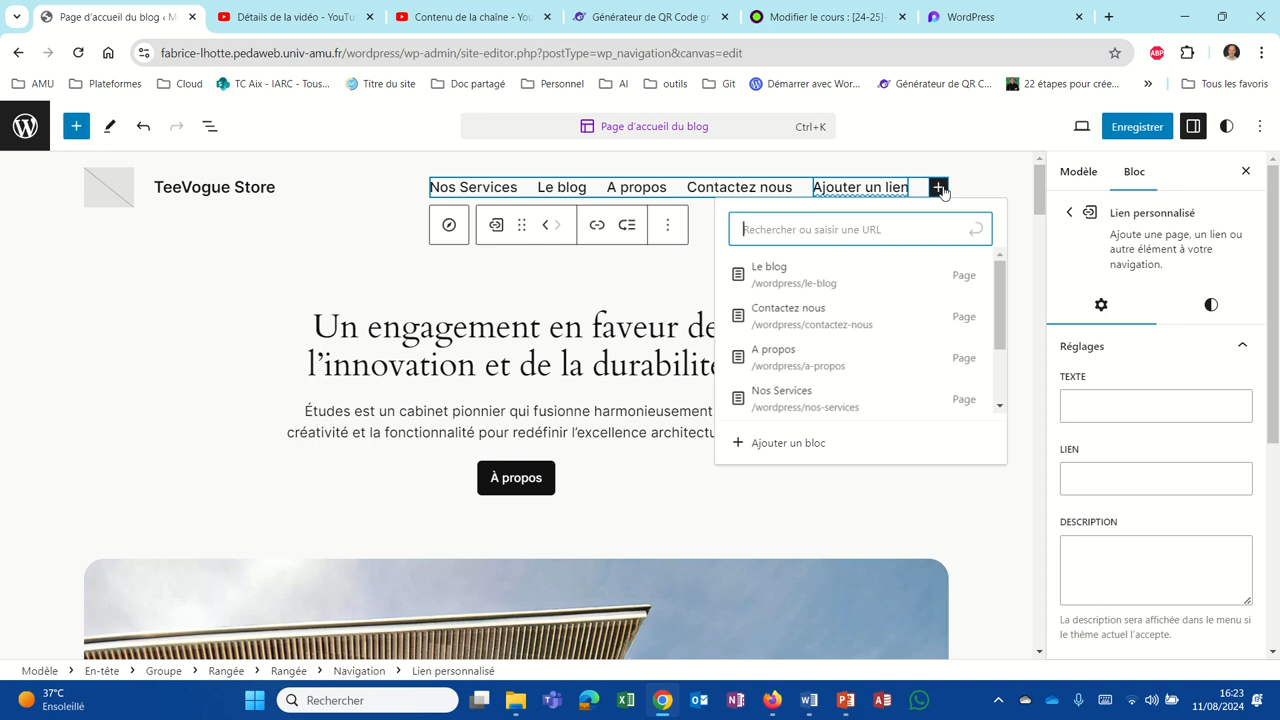 Page d'accueil du blog ‹ M
Détails de la vidéo - YouTu
Contenu de la chaîne - You
Générateur de QR Code gr
Modifier le cours : [24-25]
WordPress
fabrice-lhotte.pedaweb.univ-amu.fr/wordpress/wp-admin/site-editor.php?postType=wp_navigation&canvas=edit
ABP
AMU
Plateformes
Cloud
TC Aix - IARC - Tous...
Titre du site
Doc partagé
Personnel
AI
outils
Git
Démarrer avec Wor...
Générateur de QR C...
22 étapes pour crée...
»
Tous les favoris
Page d'accueil du blog
Ctrl+K
Enregistrer
TeeVogue Store
Nos Services
Le blog
A propos
Contactez nous
Ajouter un lien
Modèle
Bloc
Rechercher ou saisir une URL
Lien personnalisé
Ajoute une page, un lien ou
autre élément à votre
navigation.
Le blog
/wordpress/le-blog
Page
Contactez nous
/wordpress/contactez-nous
Page
A propos
/wordpress/a-propos
Page
Nos Services
/wordpress/nos-services
Page
Ajouter un bloc
Réglages
TEXTE
LIEN
DESCRIPTION
La description sera affichée dans le menu si
le thème actuel l'accepte.
Un engagement en faveur de
l'innovation et de la durabilité
Études est un cabinet pionnier qui fusionne harmonieusement
créativité et la fonctionnalité pour redéfinir l'excellence architectu
À propos
Modèle
En-tête
Groupe
Rangée
Rangée
Navigation
Lien personnalisé
37°C
Ensoleillé
Rechercher
16:23
11/08/2024